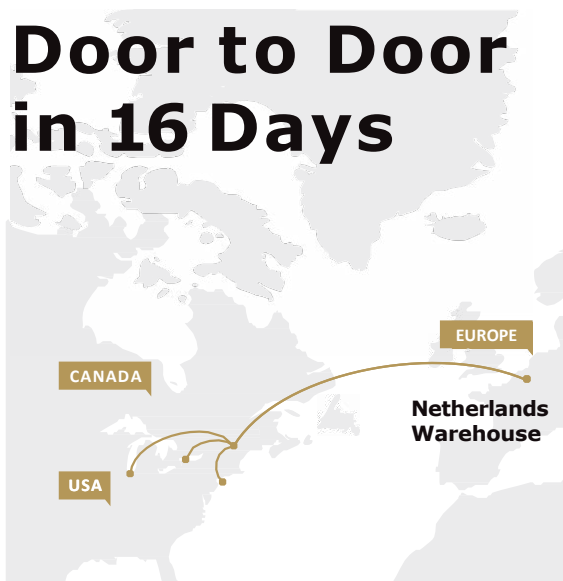 Door to Door
in 16 Days
EUROPE
CANADA
Netherlands
Warehouse
USA